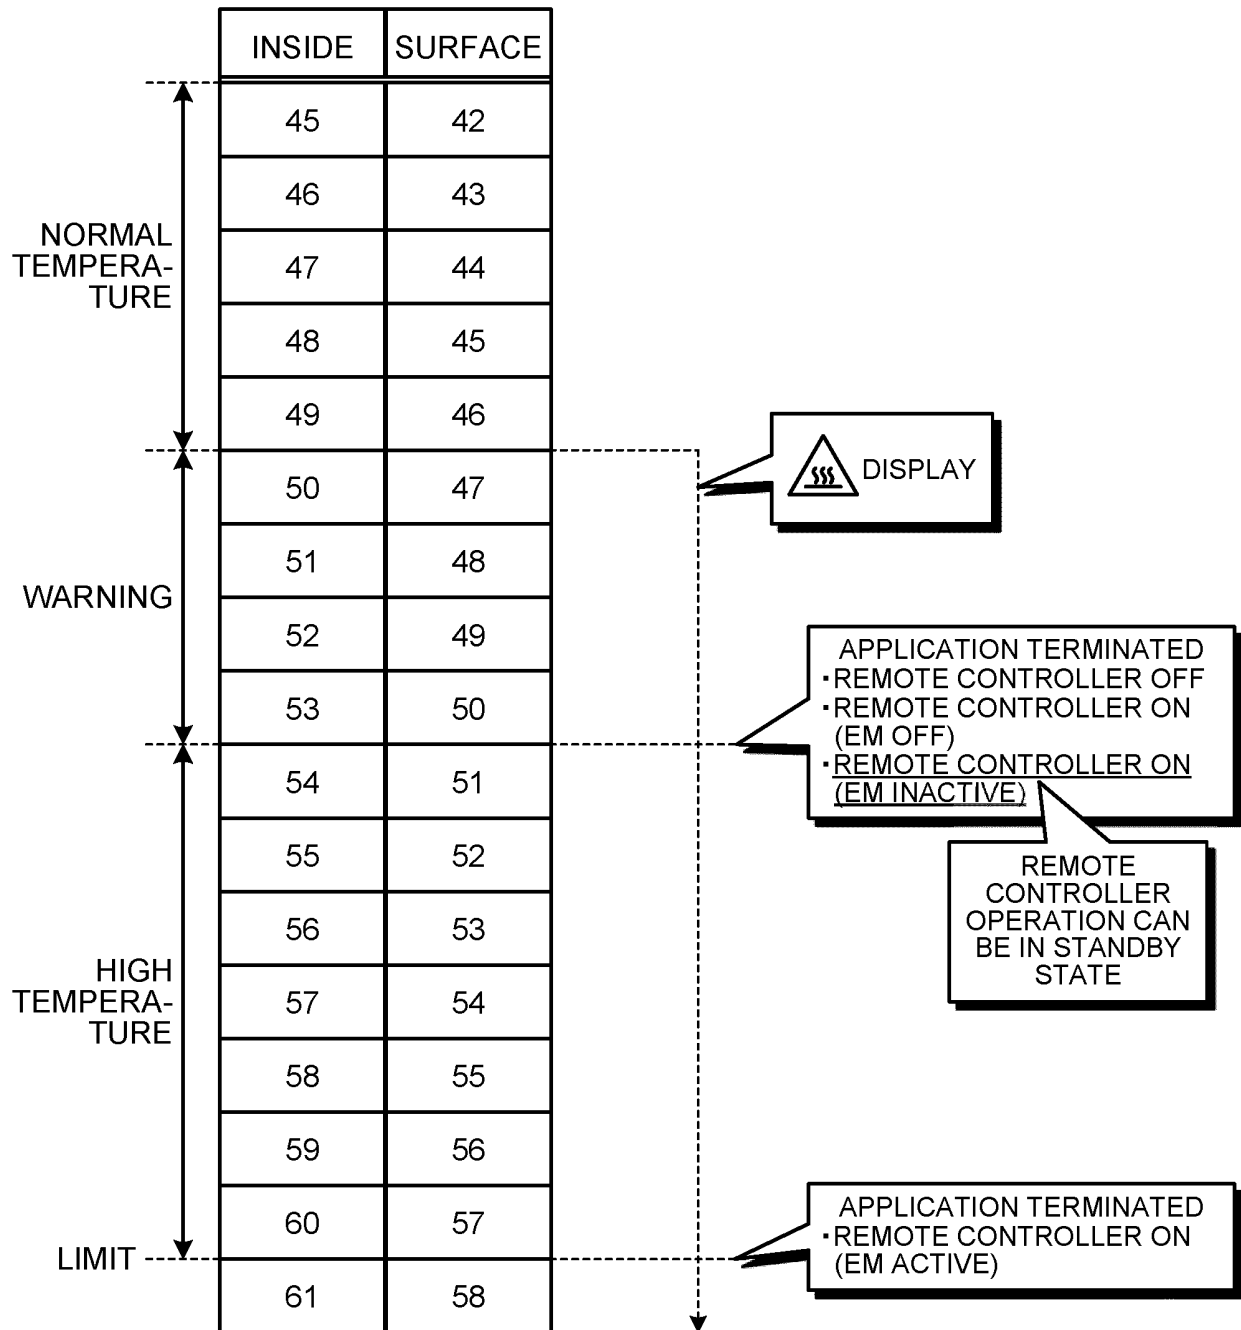 INSIDE SURFACE
45 42
46 43
NORMAL
TEMPERA-
TURE
47 44
48 45
49 46
50 47
DISPLAY
51 48
WARNING
52 49
53 50
APPLICATION TERMINATED
・REMOTE CONTROLLER OFF
・REMOTE CONTROLLER ON
(EM OFF)
・REMOTE CONTROLLER ON
(EM INACTIVE)
54 51
55 52
REMOTE
CONTROLLER
OPERATION CAN
BE IN STANDBY
STATE
56 53
HIGH
TEMPERA-
TURE
57 54
58 55
59 56
60 57
LIMIT
APPLICATION TERMINATED
・REMOTE CONTROLLER ON
(EM ACTIVE)
61 58